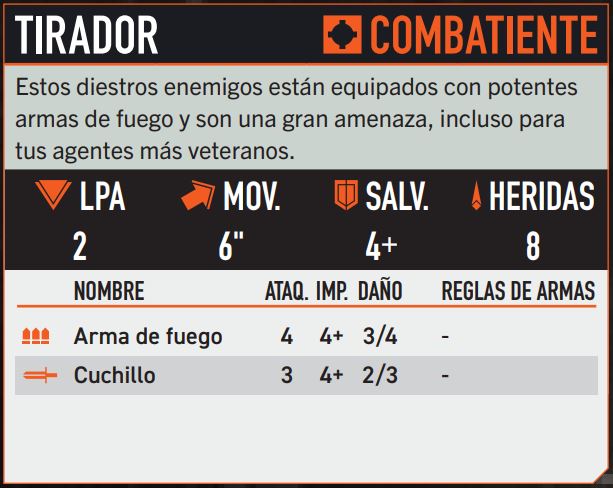 TIRADOR COMBATIENTE
Estos diestros enemigos están equipados con potentes
armas de fuego y son una gran amenaza, incluso para
tus agentes más veteranos.
LPA MOV. SALV. HERIDAS
2 6" 4+ 8
NOMBRE ATAQ. IMP. DAÑO REGLAS DE ARMAS
Arma de fuego 4 4+ 3/4 -
Cuchillo 3 4+ 2/3 -